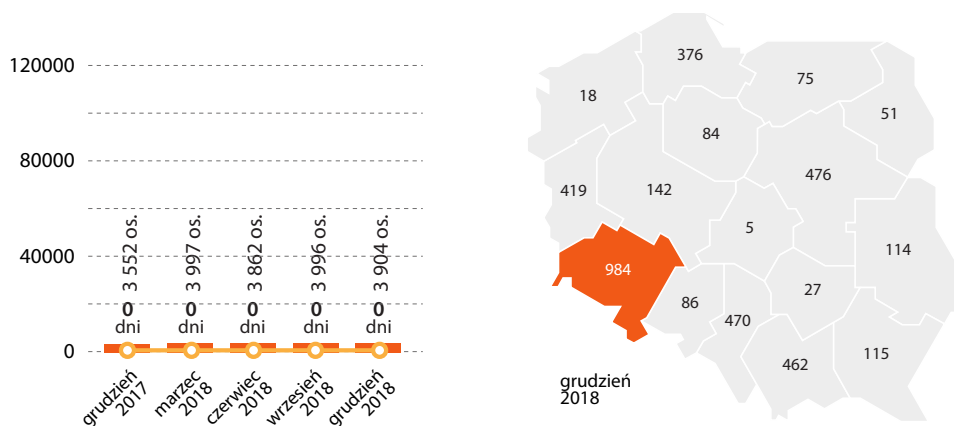 120000
80000
40000
0
3 552 os.
0
dni
3 997 os.
0
dni
3 862 os.
0
dni
3 996 os.
0
dni
3 904 os.
0
dni
grudzień
2017
marzec
2018
czerwiec
2018
wrzesień
2018
grudzień
2018
376
75
18
51
84
476
419
142
5
114
984
27
86
470
462
115
grudzień
2018